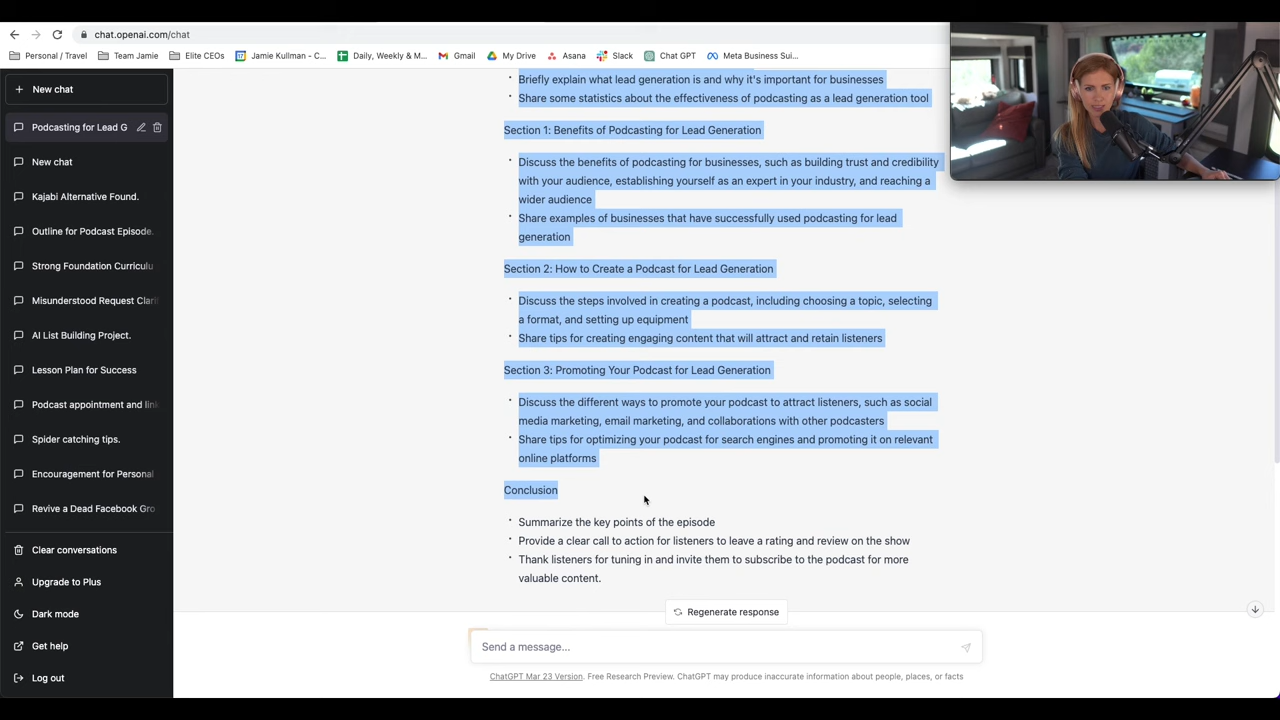 chat.openai.com/chat
Personal / Travel
Team Jamie
Elite CEOs
Jamie Kullman - C...
Daily, Weekly & M...
Gmail
My Drive
Asana
Slack
Chat GPT
Meta Business Sui...
New chat
Podcasting for Lead G
New chat
Kajabi Alternative Found.
Outline for Podcast Episode.
Strong Foundation Curriculu
Misunderstood Request Clari
AI List Building Project.
Lesson Plan for Success
Podcast appointment and link
Spider catching tips.
Encouragement for Personal
Revive a Dead Facebook Gro
Clear conversations
Upgrade to Plus
Dark mode
Get help
Log out
Briefly explain what lead generation is and why it's important for businesses
Share some statistics about the effectiveness of podcasting as a lead generation tool
Section 1: Benefits of Podcasting for Lead Generation
Discuss the benefits of podcasting for businesses, such as building trust and credibility
with your audience, establishing yourself as an expert in your industry, and reaching a
wider audience
Share examples of businesses that have successfully used podcasting for lead
generation
Section 2: How to Create a Podcast for Lead Generation
Discuss the steps involved in creating a podcast, including choosing a topic, selecting
a format, and setting up equipment
Share tips for creating engaging content that will attract and retain listeners
Section 3: Promoting Your Podcast for Lead Generation
Discuss the different ways to promote your podcast to attract listeners, such as social
media marketing, email marketing, and collaborations with other podcasters
Share tips for optimizing your podcast for search engines and promoting it on relevant
online platforms
Conclusion
Summarize the key points of the episode
Provide a clear call to action for listeners to leave a rating and review on the show
Thank listeners for tuning in and invite them to subscribe to the podcast for more
valuable content.
Regenerate response
Send a message...
ChatGPT Mar 23 Version. Free Research Preview. ChatGPT may produce inaccurate information about people, places, or facts